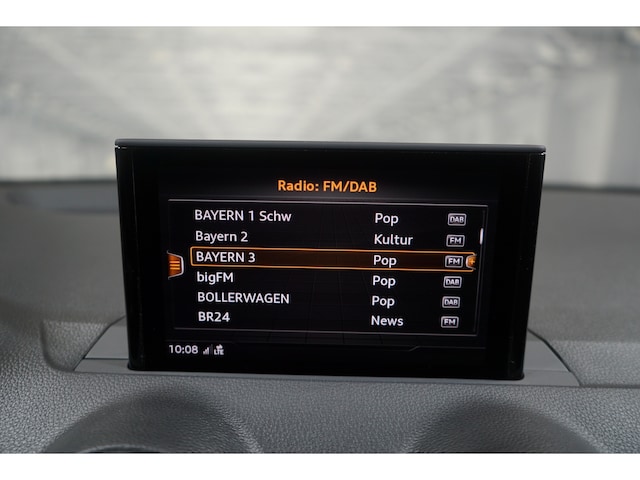 Radio: FM/DAB
BAYERN 1 Schw Pop DAB
Bayern 2 Kultur FM
BAYERN 3 Pop FM
bigFM Pop DAB
BOLLERWAGEN Pop DAB
BR24 News FM
10:08 LTE